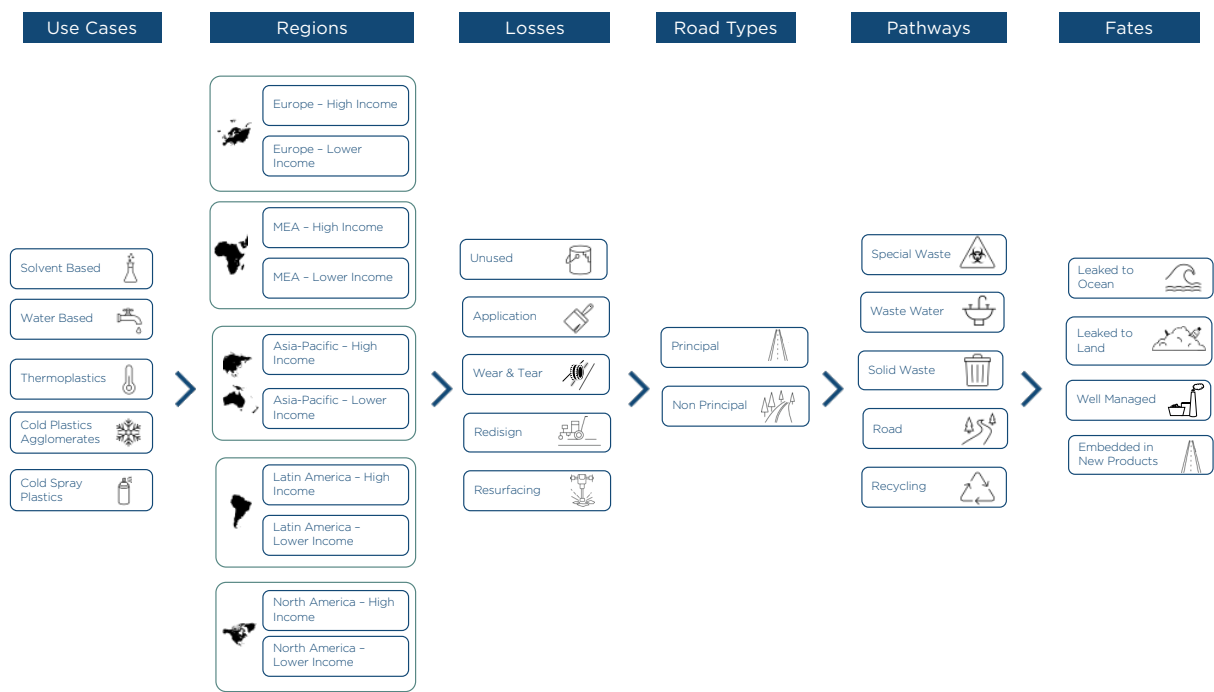 Use Cases
Regions
Losses
Road Types
Pathways
Fates
Solvent Based
Water Based
Thermoplastics
Cold Plastics
Agglomerates
Cold Spray
Plastics
Europe – High Income
Europe – Lower
Income
MEA – High Income
MEA – Lower Income
Asia-Pacific – High
Income
Asia-Pacific – Lower
Income
Latin America – High
Income
Latin America –
Lower Income
North America – High
Income
North America –
Lower Income
Unused
Application
Wear & Tear
Redisign
Resurfacing
Principal
Non Principal
Special Waste
Waste Water
Solid Waste
Road
Recycling
Leaked to
Ocean
Leaked to
Land
Well Managed
Embedded in
New Products